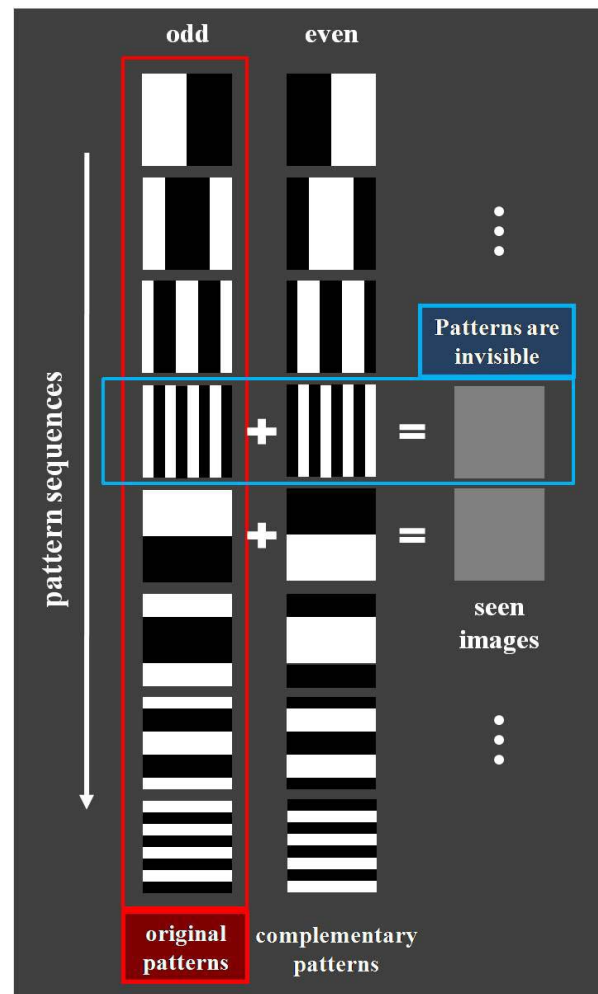 odd
even
Patterns are
invisible
pattern sequences
+
=
+
=
seen
images
original
patterns
complementary
patterns